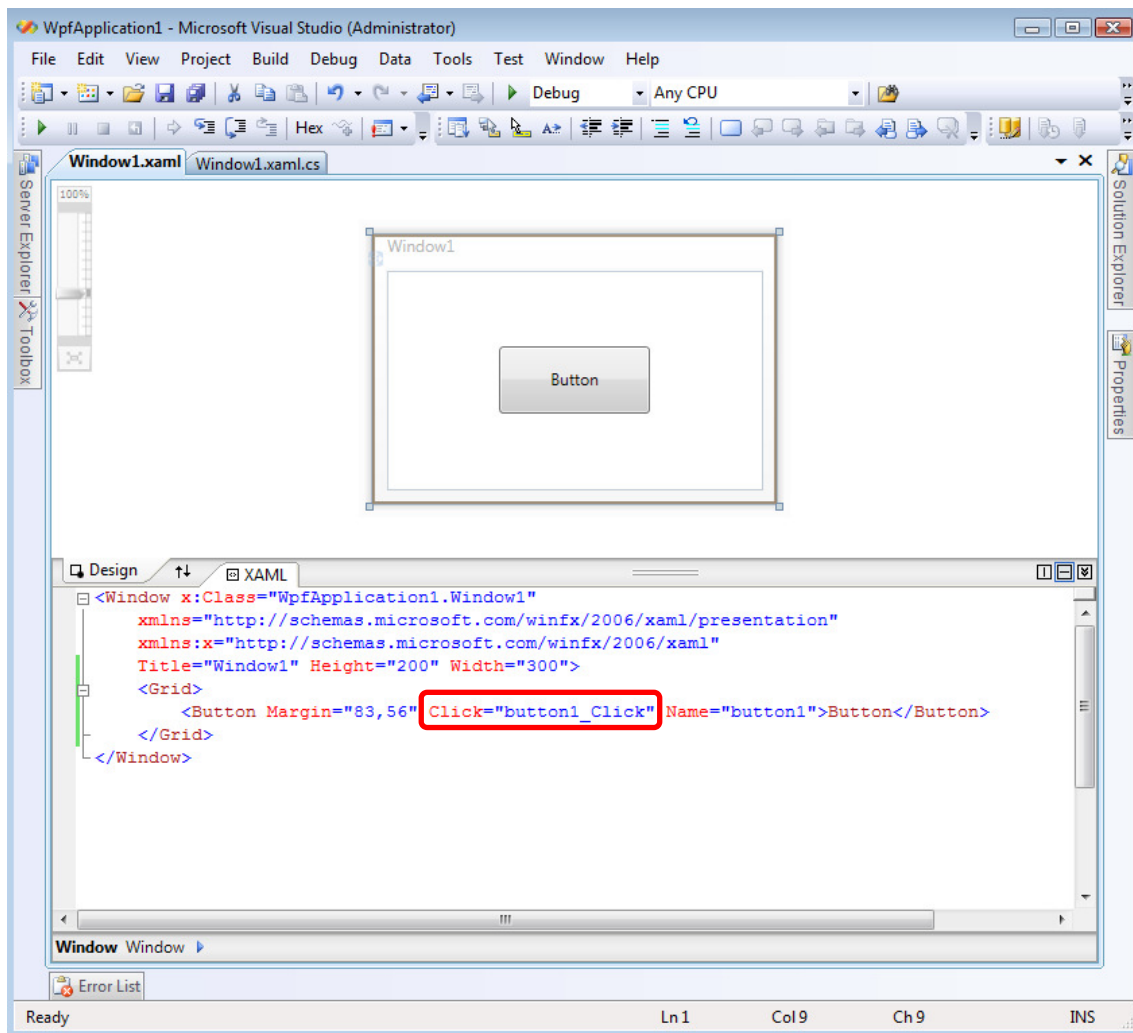 WpfApplication1 - Microsoft Visual Studio (Administrator)
File Edit View Project Build Debug Data Tools Test Window Help
Debug Any CPU
Hex
Window1.xaml Window1.xaml.cs
Server Explorer
Toolbox
Solution Explorer
Properties
100%
Window1
Button
Design XAML
<Window x:Class="WpfApplication1.Window1"
xmlns="http://schemas.microsoft.com/winfx/2006/xaml/presentation"
xmlns:x="http://schemas.microsoft.com/winfx/2006/xaml"
Title="Window1" Height="200" Width="300">
<Grid>
<Button Margin="83,56" Click="button1_Click" Name="button1">Button</Button>
</Grid>
</Window>
Window Window
Error List
Ready Ln 1 Col 9 Ch 9 INS